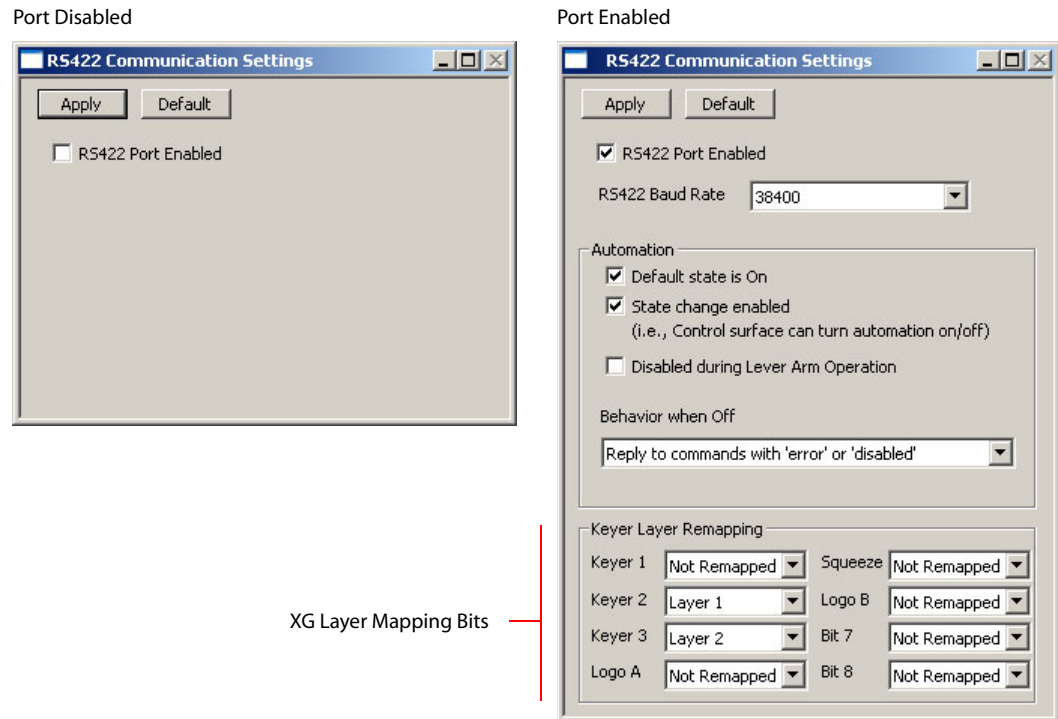 Port Disabled
RS422 Communication Settings
Apply Default
RS422 Port Enabled
Port Enabled
RS422 Communication Settings
Apply Default
RS422 Port Enabled
RS422 Baud Rate 38400
Automation
Default state is On
State change enabled
(i.e., Control surface can turn automation on/off)
Disabled during Lever Arm Operation
Behavior when Off
Reply to commands with 'error' or 'disabled'
XG Layer Mapping Bits
Keyer Layer Remapping
Keyer 1 Not Remapped Squeeze Not Remapped
Keyer 2 Layer 1 Logo B Not Remapped
Keyer 3 Layer 2 Bit 7 Not Remapped
Logo A Not Remapped Bit 8 Not Remapped